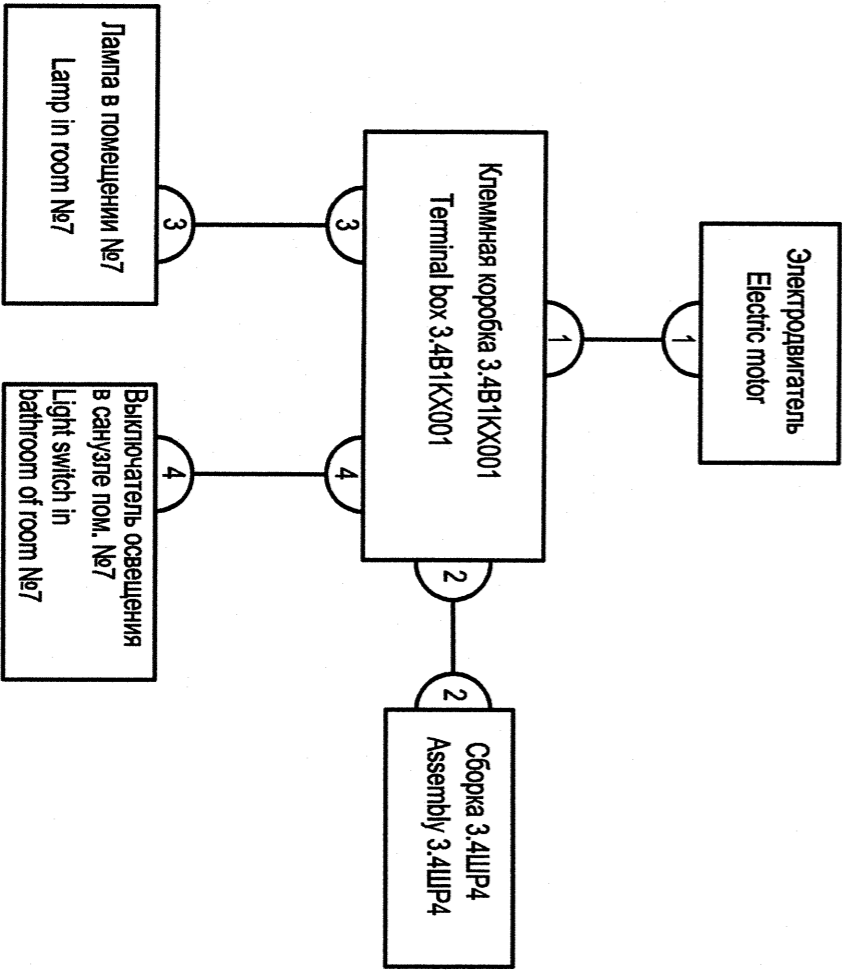 Электродвигатель
Electric motor
1
1
Клеммная коробка 3.4В1КХ001
Terminal box 3.4В1КХ001
2
2
Сборка 3.4ШР4
Assembly 3.4ШР4
3
4
3
4
Лампа в помещении №7
Lamp in room №7
Выключатель освещения
в санузле пом. №7
Light switch in
bathroom of room №7